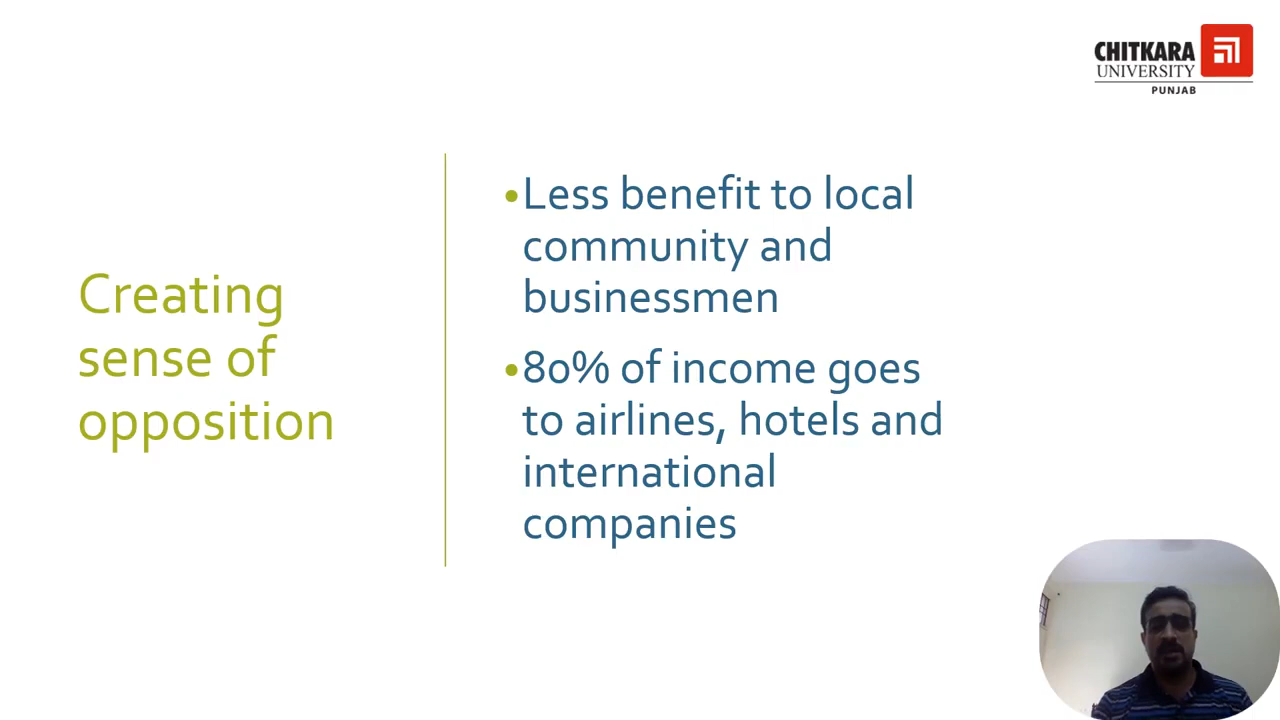 CHITKARA
UNIVERSITY
PUNJAB
Creating
sense of
opposition
•Less benefit to local
community and
businessmen
•80% of income goes
to airlines, hotels and
international
companies